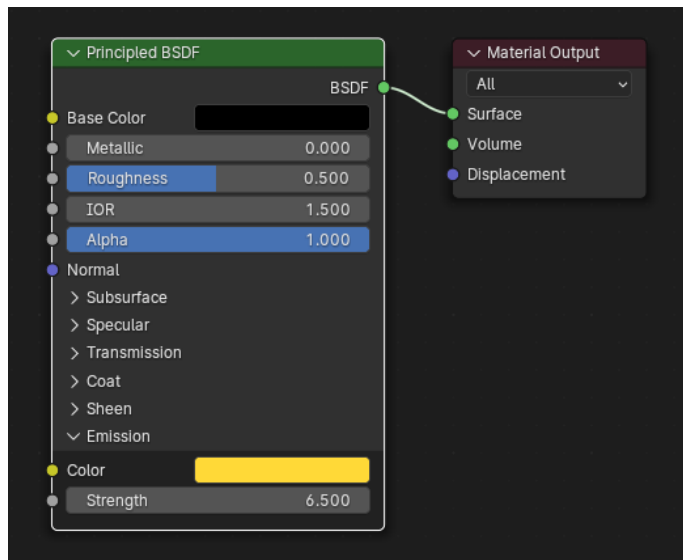 Principled BSDF
BSDF
Base Color
Metallic 0.000
Roughness 0.500
IOR 1.500
Alpha 1.000
Normal
Subsurface
Specular
Transmission
Coat
Sheen
Emission
Color
Strength 6.500
Material Output
All
Surface
Volume
Displacement